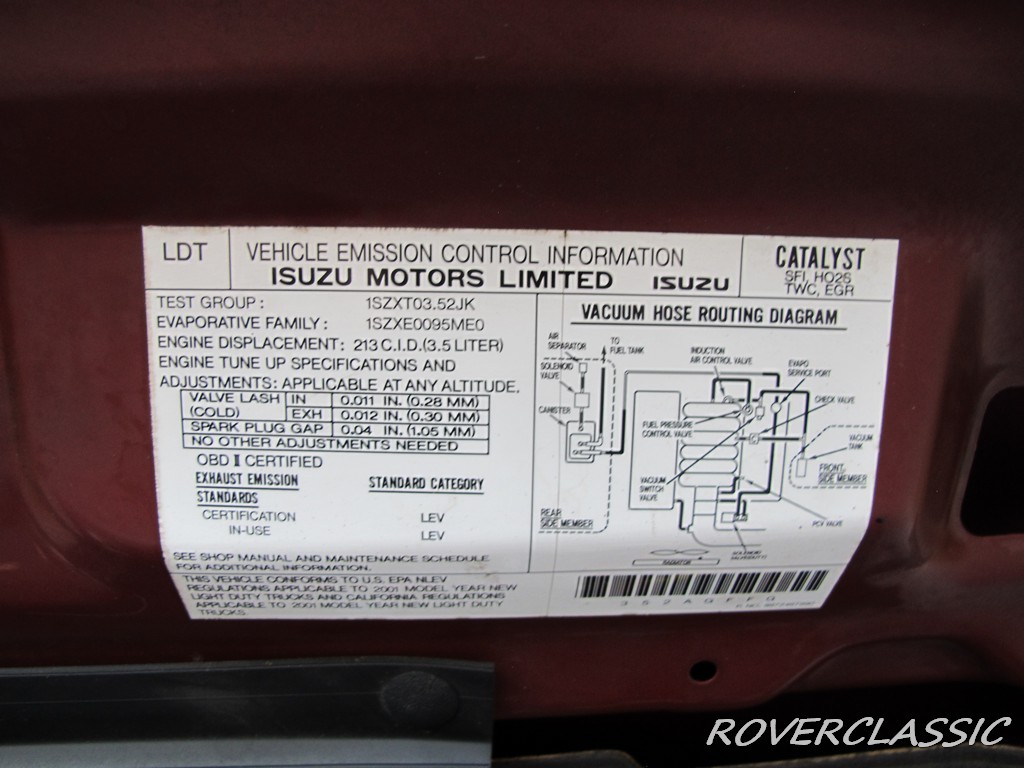 LDT
VEHICLE EMISSION CONTROL INFORMATION
ISUZU MOTORS LIMITED ISUZU
CATALYST
SFI, HO2S
TWC, EGR
TEST GROUP : 1SZXT03.52JK
EVAPORATIVE FAMILY : 1SZXE0095ME0
ENGINE DISPLACEMENT: 213 C.I.D.(3.5 LITER)
ENGINE TUNE UP SPECIFICATIONS AND
ADJUSTMENTS: APPLICABLE AT ANY ALTITUDE.
VALVE LASH (COLD) IN 0.011 IN. (0.28 MM)
EXH 0.012 IN. (0.30 MM)
SPARK PLUG GAP 0.04 IN. (1.05 MM)
NO OTHER ADJUSTMENTS NEEDED
OBD II CERTIFIED
EXHAUST EMISSION
STANDARDS
STANDARD CATEGORY
CERTIFICATION LEV
IN-USE LEV
SEE SHOP MANUAL AND MAINTENANCE SCHEDULE
FOR ADDITIONAL INFORMATION.
THIS VEHICLE CONFORMS TO U.S. EPA NLEV
REGULATIONS APPLICABLE TO 2001 MODEL YEAR NEW
LIGHT DUTY TRUCKS AND CALIFORNIA REGULATIONS
APPLICABLE TO 2001 MODEL YEAR NEW LIGHT DUTY
TRUCKS.
VACUUM HOSE ROUTING DIAGRAM
AIR
SEPARATOR
TO
FUEL TANK
SOLENOID
VALVE
CANISTER
INDUCTION
AIR CONTROL VALVE
EVAPO
SERVICE PORT
CHECK VALVE
FUEL PRESSURE
CONTROL VALVE
VACUUM
TANK
VACUUM
SWITCH
VALVE
FRONT,
SIDE MEMBER
REAR
SIDE MEMBER
PCV VALVE
SOLENOID
RADIATOR
352AGFFG
ROVERCLASSIC